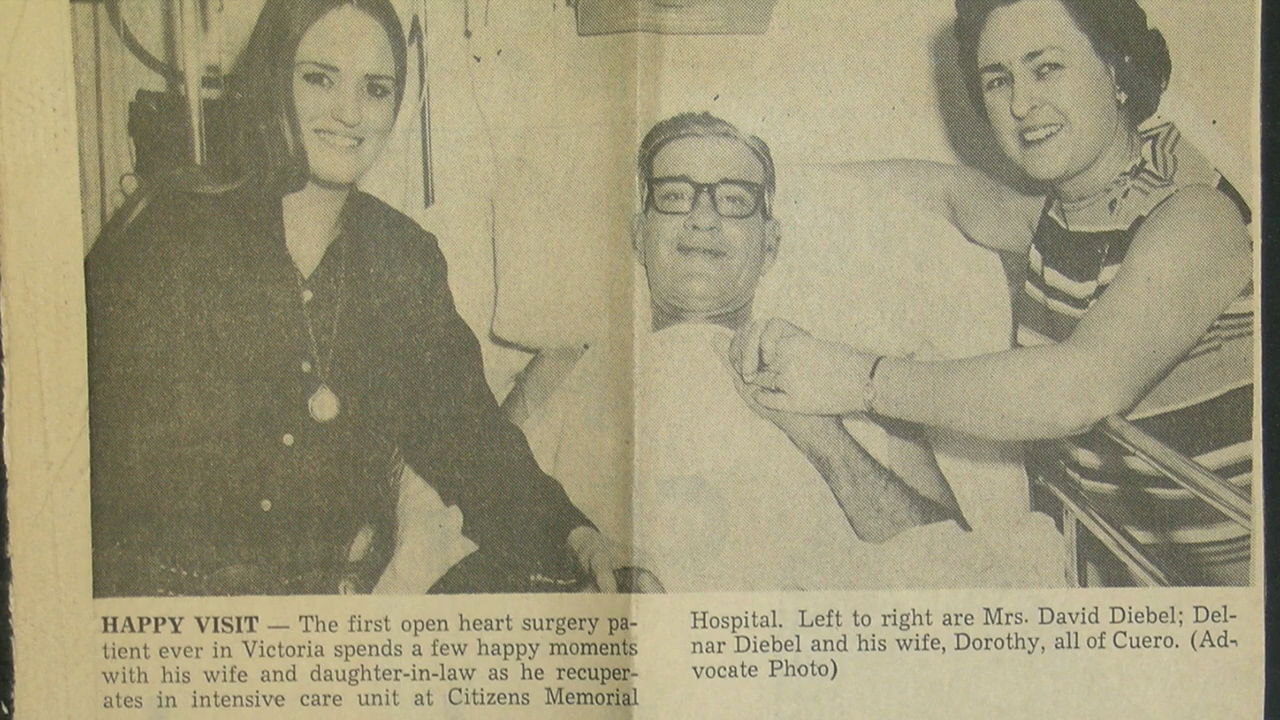 HAPPY VISIT — The first open heart surgery pa-
tient ever in Victoria spends a few happy moments
with his wife and daughter-in-law as he recuper-
ates in intensive care unit at Citizens Memorial
Hospital. Left to right are Mrs. David Diebel; Del-
nar Diebel and his wife, Dorothy, all of Cuero. (Ad-
vocate Photo)